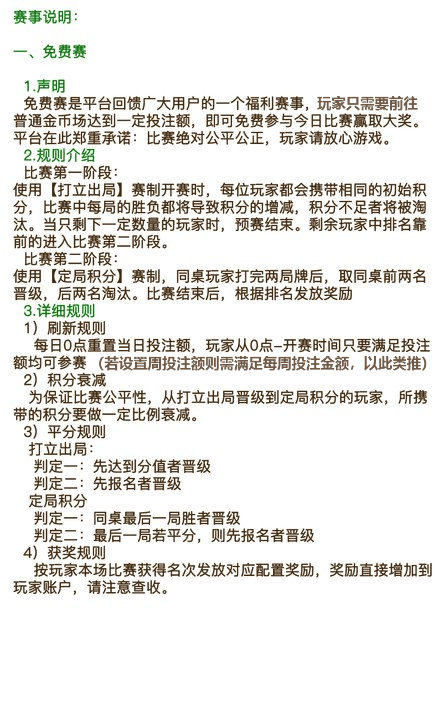 赛事说明：
一、免费赛
1.声明
免费赛是平台回馈广大用户的一个福利赛事，玩家只需要前往
普通金币场达到一定投注额，即可免费参与今日比赛赢取大奖。
平台在此郑重承诺：比赛绝对公平公正，玩家请放心游戏。
2.规则介绍
比赛第一阶段：
使用【打立出局】赛制开赛时，每位玩家都会携带相同的初始积
分，比赛中每局的胜负都将导致积分的增减，积分不足者将被淘
汰。当只剩下一定数量的玩家时，预赛结束。剩余玩家中排名靠
前的进入比赛第二阶段。
比赛第二阶段：
使用【定局积分】赛制，同桌玩家打完两局牌后，取同桌前两名
晋级，后两名淘汰。比赛结束后，根据排名发放奖励
3.详细规则
1）刷新规则
每日0点重置当日投注额，玩家从0点-开赛时间只要满足投注
额均可参赛（若设置周投注额则需满足每周投注金额，以此类推）
2）积分衰减
为保证比赛公平性，从打立出局晋级到定局积分的玩家，所携
带的积分要做一定比例衰减。
3）平分规则
打立出局：
判定一：先达到分值者晋级
判定二：先报名者晋级
定局积分
判定一：同桌最后一局胜者晋级
判定二：最后一局若平分，则先报名者晋级
4）获奖规则
按玩家本场比赛获得名次发放对应配置奖励，奖励直接增加到
玩家账户，请注意查收。